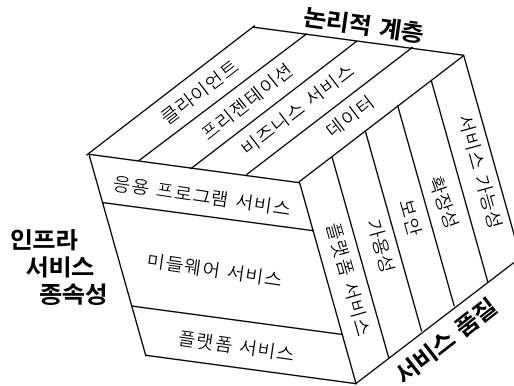 논리적 계층
클라이언트
프리젠테이션
비즈니스 서비스
데이터
인프라
서비스
종속성
응용 프로그램 서비스
미들웨어 서비스
플랫폼 서비스
플랫폼 서비스
가용성
보안
확장성
서비스 가능성
서비스 품질